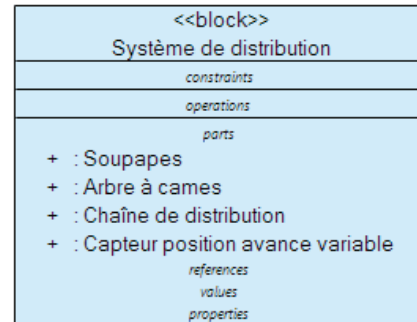 <<block>>
Système de distribution
constraints
operations
parts
+ : Soupapes
+ : Arbre à cames
+ : Chaîne de distribution
+ : Capteur position avance variable
references
values
properties